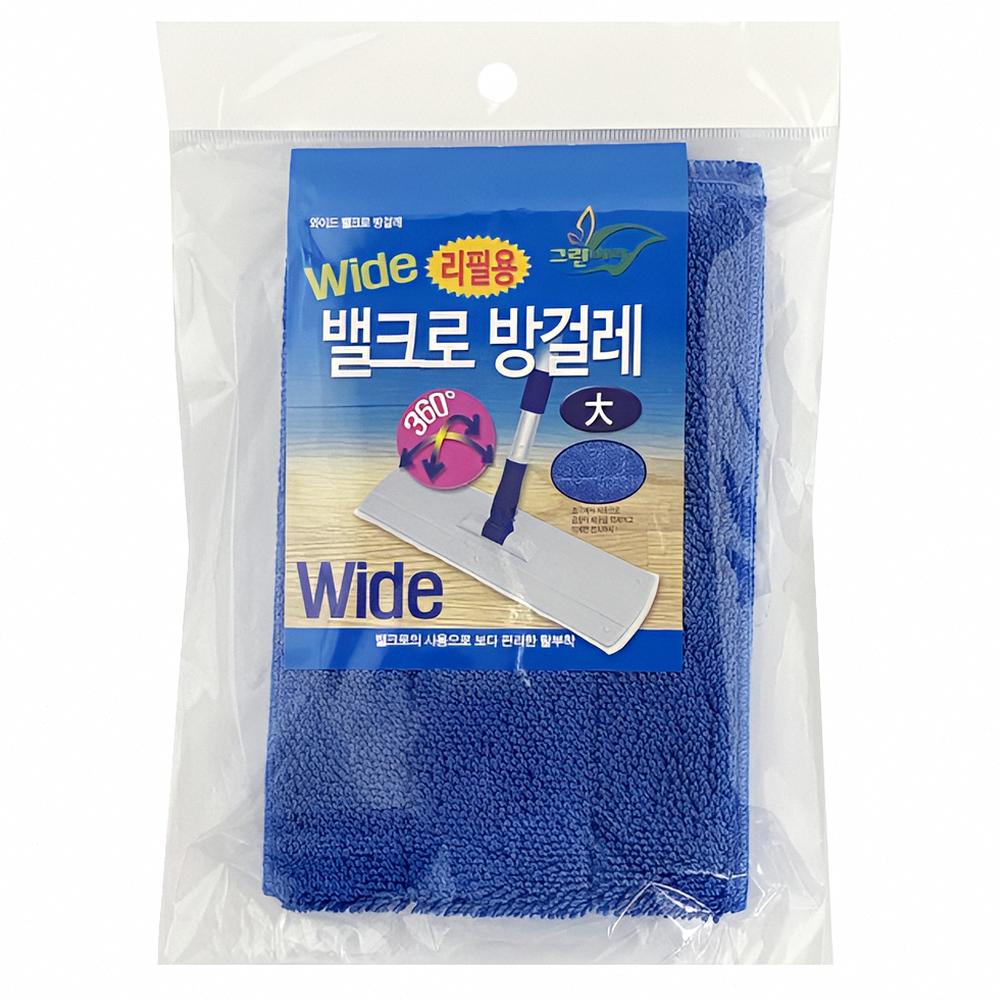 와이드 밸크로 방걸레
Wide 리필용
그린
밸크로 방걸레
360°
大
Wide
밸크로의 사용으로 보다 편리한 탈부착